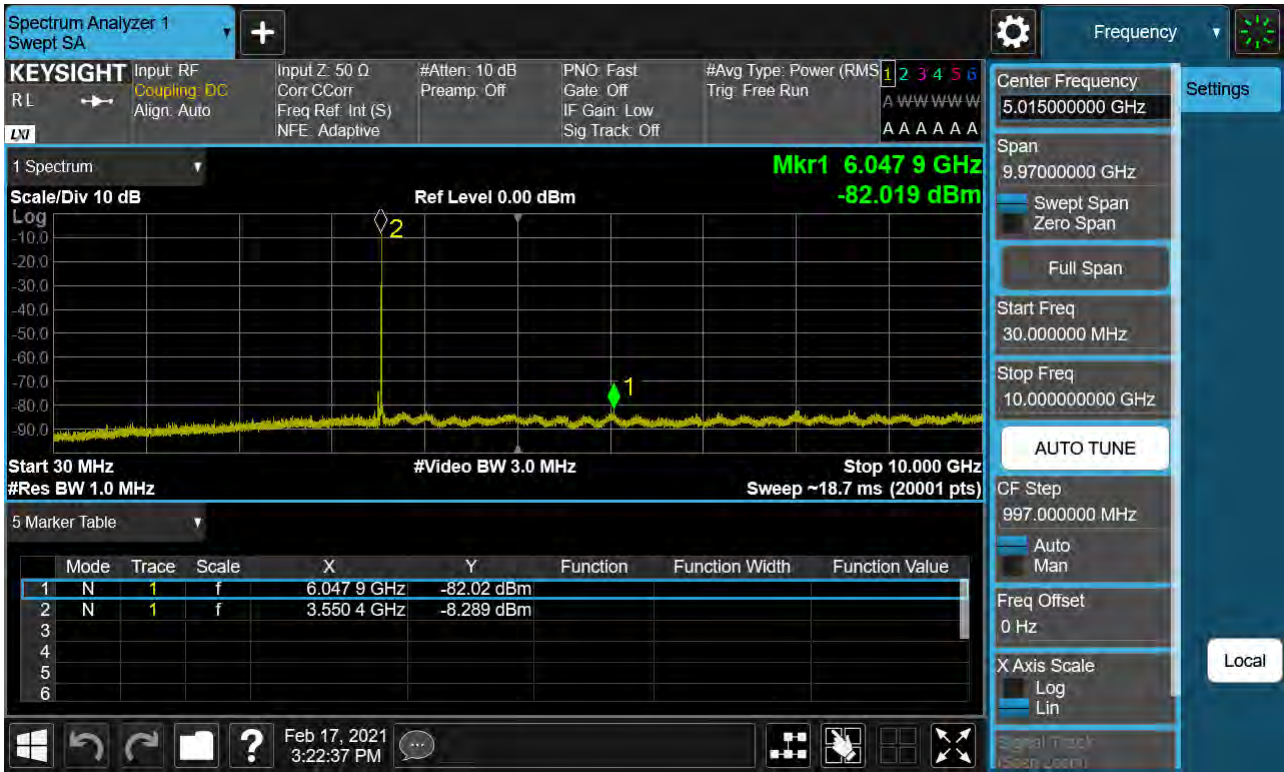 Spectrum Analyzer 1
Swept SA
Frequency
KEYSIGHT
RL
LXI
Input: RF
Coupling: DC
Align: Auto
Input Z: 50 Ω
Corr CCorr
Freq Ref: Int (S)
NFE: Adaptive
#Atten: 10 dB
Preamp: Off
PNO: Fast
Gate: Off
IF Gain: Low
Sig Track: Off
#Avg Type: Power (RMS
Trig: Free Run
1 2 3 4 5 6
A W W W W W
A A A A A A
1 Spectrum
Scale/Div 10 dB
Ref Level 0.00 dBm
Mkr1 6.047 9 GHz
-82.019 dBm
Log
-10.0
-20.0
-30.0
-40.0
-50.0
-60.0
-70.0
-80.0
-90.0
2
1
Start 30 MHz
#Res BW 1.0 MHz
#Video BW 3.0 MHz
Stop 10.000 GHz
Sweep ~18.7 ms (20001 pts)
5 Marker Table
Mode Trace Scale X Y Function Function Width Function Value
1 N 1 f 6.047 9 GHz -82.02 dBm
2 N 1 f 3.550 4 GHz -8.289 dBm
3
4
5
6
Feb 17, 2021
3:22:37 PM
Center Frequency
5.015000000 GHz
Settings
Span
9.97000000 GHz
Swept Span
Zero Span
Full Span
Start Freq
30.000000 MHz
Stop Freq
10.000000000 GHz
AUTO TUNE
CF Step
997.000000 MHz
Auto
Man
Freq Offset
0 Hz
X Axis Scale
Log
Lin
Local
Signal Track
(Span Zoom)